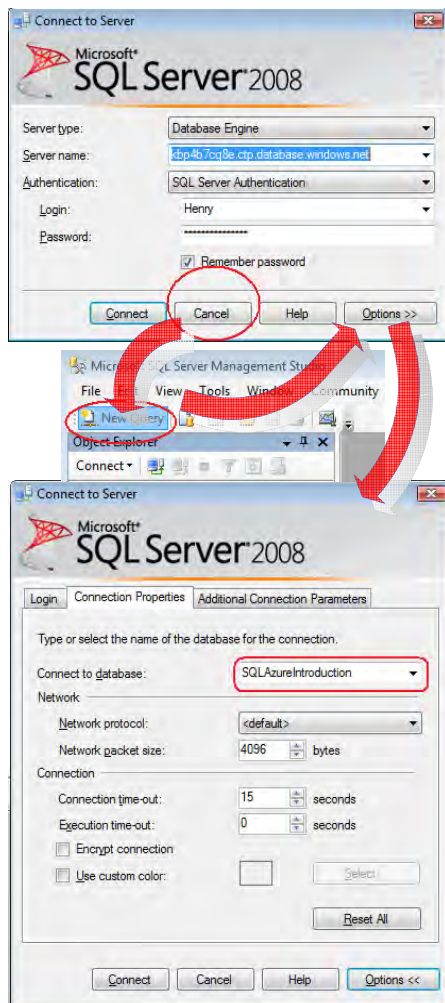 Connect to Server
Microsoft®
SQL Server 2008
Server type: Database Engine
Server name: kbp4b7cq8e.ctp.database.windows.net
Authentication: SQL Server Authentication
Login: Henry
Password: ***************
Remember password
Connect Cancel Help Options >>
SQL Server Management
File View Tools Community
New Query
Object Explorer
Connect
Connect to Server
Microsoft®
SQL Server 2008
Login Connection Properties Additional Connection Parameters
Type or select the name of the database for the connection.
Connect to database: SQLAzureIntroduction
Network
Network protocol: <default>
Network packet size: 4096 bytes
Connection
Connection time-out: 15 seconds
Execution time-out: 0 seconds
Encrypt connection
Use custom color: Select
Reset All
Connect Cancel Help Options <<